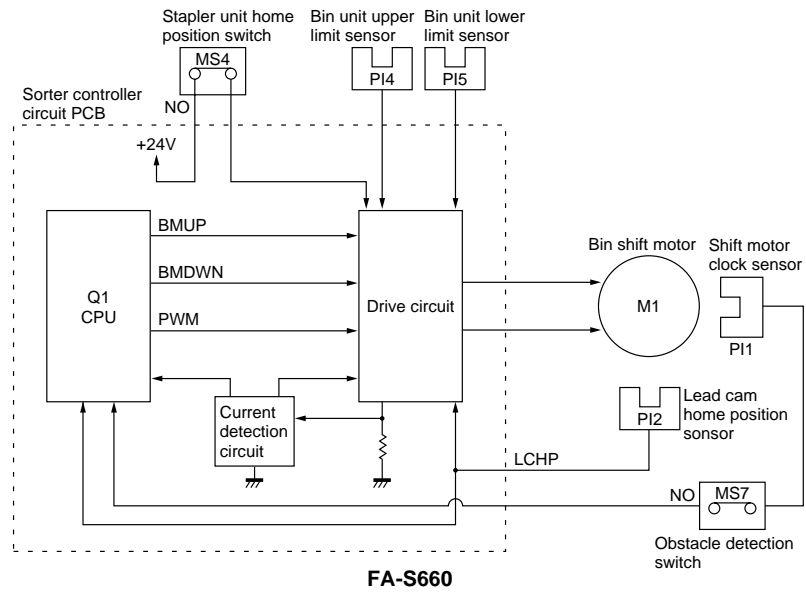 Stapler unit home
position switch
Bin unit upper
limit sensor
Bin unit lower
limit sensor
MS4
PI4
PI5
NO
Sorter controller
circuit PCB
+24V
BMUP
BMDWN
PWM
Q1
CPU
Drive circuit
Bin shift motor
M1
Shift motor
clock sensor
PI1
Current
detection
circuit
PI2
Lead cam
home position
sonsor
LCHP
NO
MS7
Obstacle detection
switch
FA-S660